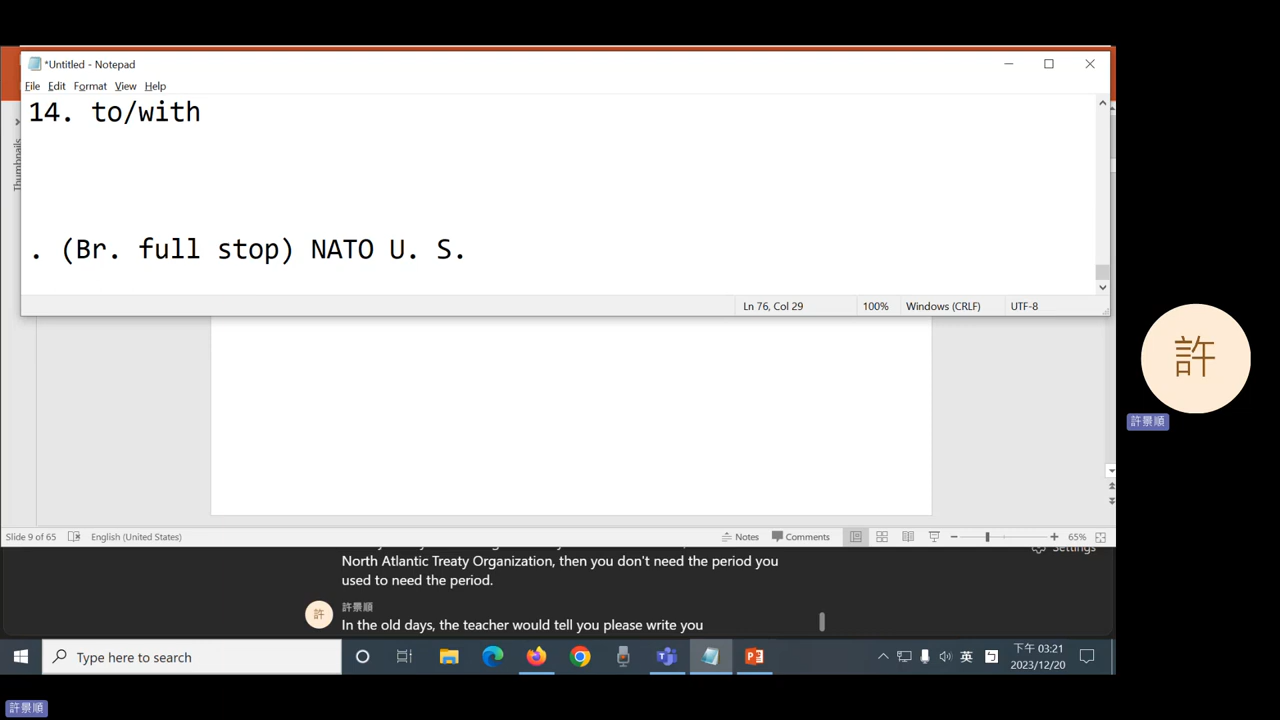 *Untitled - Notepad
File Edit Format View Help
14. to/with
. (Br. full stop) NATO U. S.
Ln 76, Col 29 100% Windows (CRLF) UTF-8
Thumbnails
許
許景順
Slide 9 of 65 English (United States) Notes Comments 65%
Settings
North Atlantic Treaty Organization, then you don't need the period you
used to need the period.
許 許景順
In the old days, the teacher would tell you please write you
Type here to search
英
下午 03:21
2023/12/20
許景順